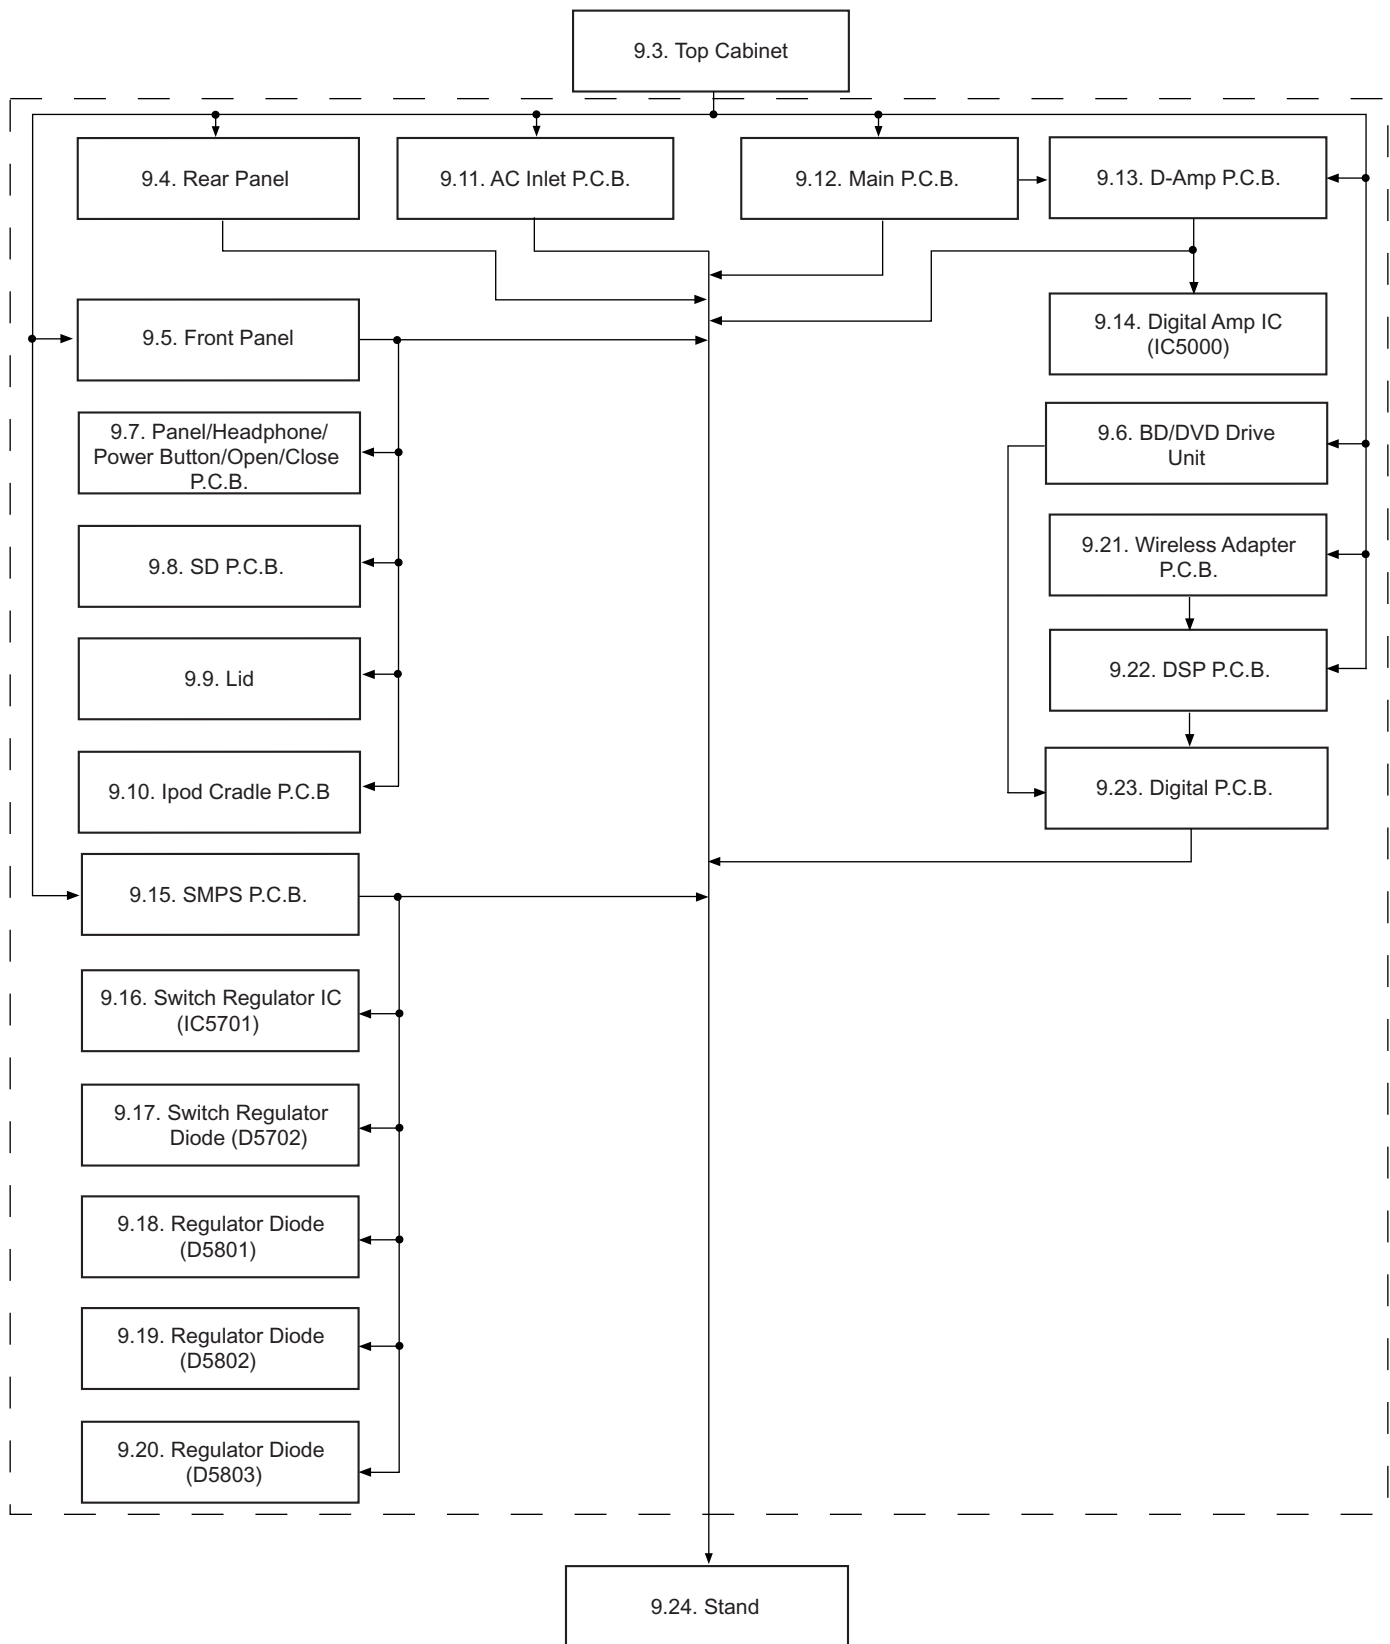 9.3. Top Cabinet
9.4. Rear Panel
9.11. AC Inlet P.C.B.
9.12. Main P.C.B.
9.13. D-Amp P.C.B.
9.5. Front Panel
9.14. Digital Amp IC
(IC5000)
9.7. Panel/Headphone/
Power Button/Open/Close
P.C.B.
9.6. BD/DVD Drive
Unit
9.8. SD P.C.B.
9.21. Wireless Adapter
P.C.B.
9.9. Lid
9.22. DSP P.C.B.
9.10. Ipod Cradle P.C.B
9.23. Digital P.C.B.
9.15. SMPS P.C.B.
9.16. Switch Regulator IC
(IC5701)
9.17. Switch Regulator
Diode (D5702)
9.18. Regulator Diode
(D5801)
9.19. Regulator Diode
(D5802)
9.20. Regulator Diode
(D5803)
9.24. Stand